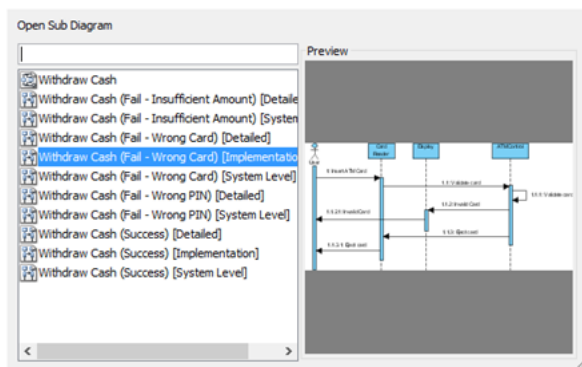 Open Sub Diagram
Preview
Withdraw Cash
Withdraw Cash (Fail - Insufficient Amount) [Detaile
Withdraw Cash (Fail - Insufficient Amount) [System
Withdraw Cash (Fail - Wrong Card) [Detailed]
Withdraw Cash (Fail - Wrong Card) [Implementatio
Withdraw Cash (Fail - Wrong Card) [System Level]
Withdraw Cash (Fail - Wrong PIN) [Detailed]
Withdraw Cash (Fail - Wrong PIN) [System Level]
Withdraw Cash (Success) [Detailed]
Withdraw Cash (Success) [Implementation]
Withdraw Cash (Success) [System Level]
User
Card
Reader
Display
ATMControl
1: Insert ATM Card
1.1: Validate card
1.1.1: Validate card
1.1.2: Invalid Card
1.1.2.1: Invalid Card
1.1.3: Eject card
1.1.3.1: Eject card